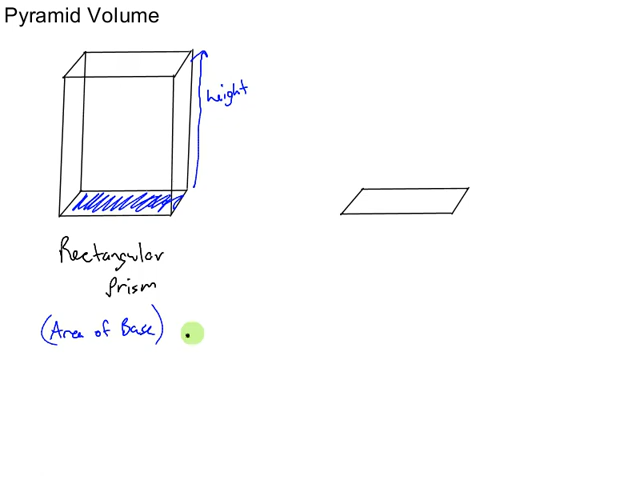 Pyramid Volume
height
Rectangular
Prism
(Area of Base) •